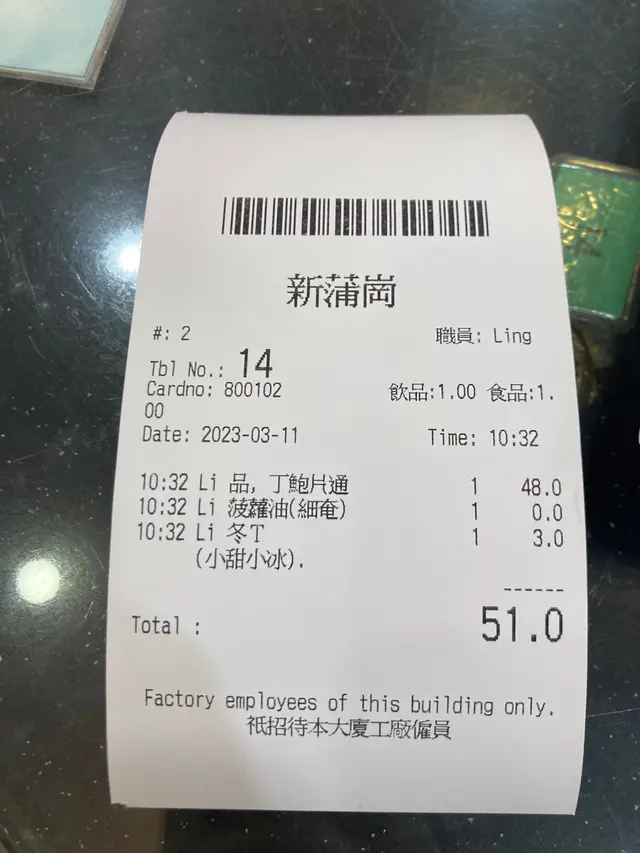 新蒲崗
#: 2 職員: Ling
Tbl No.: 14
Cardno: 800102 飲品:1.00 食品:1.
00
Date: 2023-03-11 Time: 10:32
10:32 Li 品, 丁鮑片通 1 48.0
10:32 Li 菠蘿油(細奄) 1 0.0
10:32 Li 冬T 1 3.0
(小甜小冰).
------
Total : 51.0
Factory employees of this building only.
祇招待本大廈工廠僱員